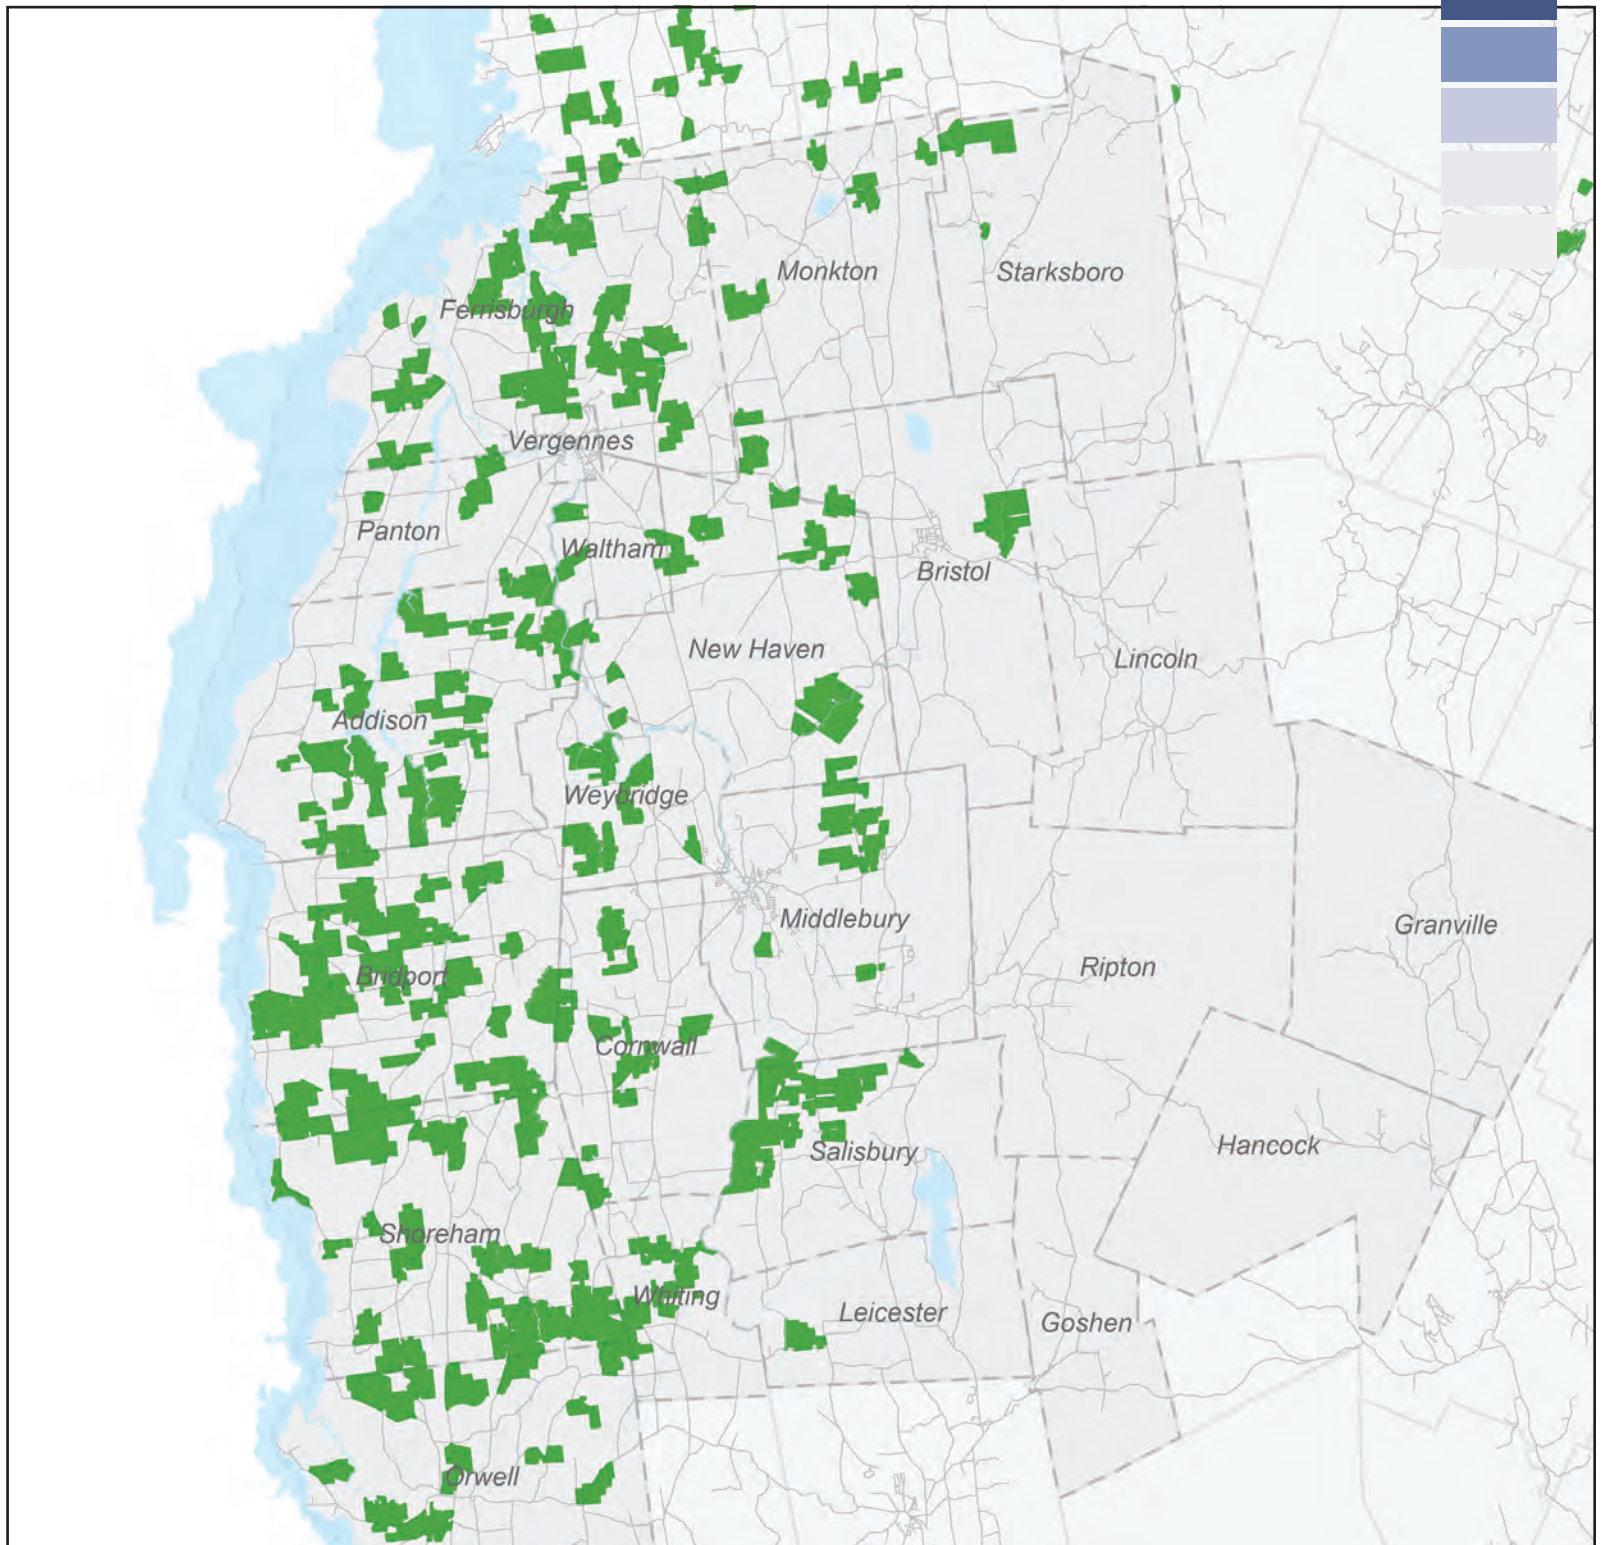 Monkton
Starksboro
Ferrisburgh
Vergennes
Panton
Waltham
Bristol
New Haven
Lincoln
Addison
Weybridge
Middlebury
Granville
Ripton
Bridport
Cornwall
Hancock
Salisbury
Shoreham
Whiting
Leicester
Goshen
Orwell